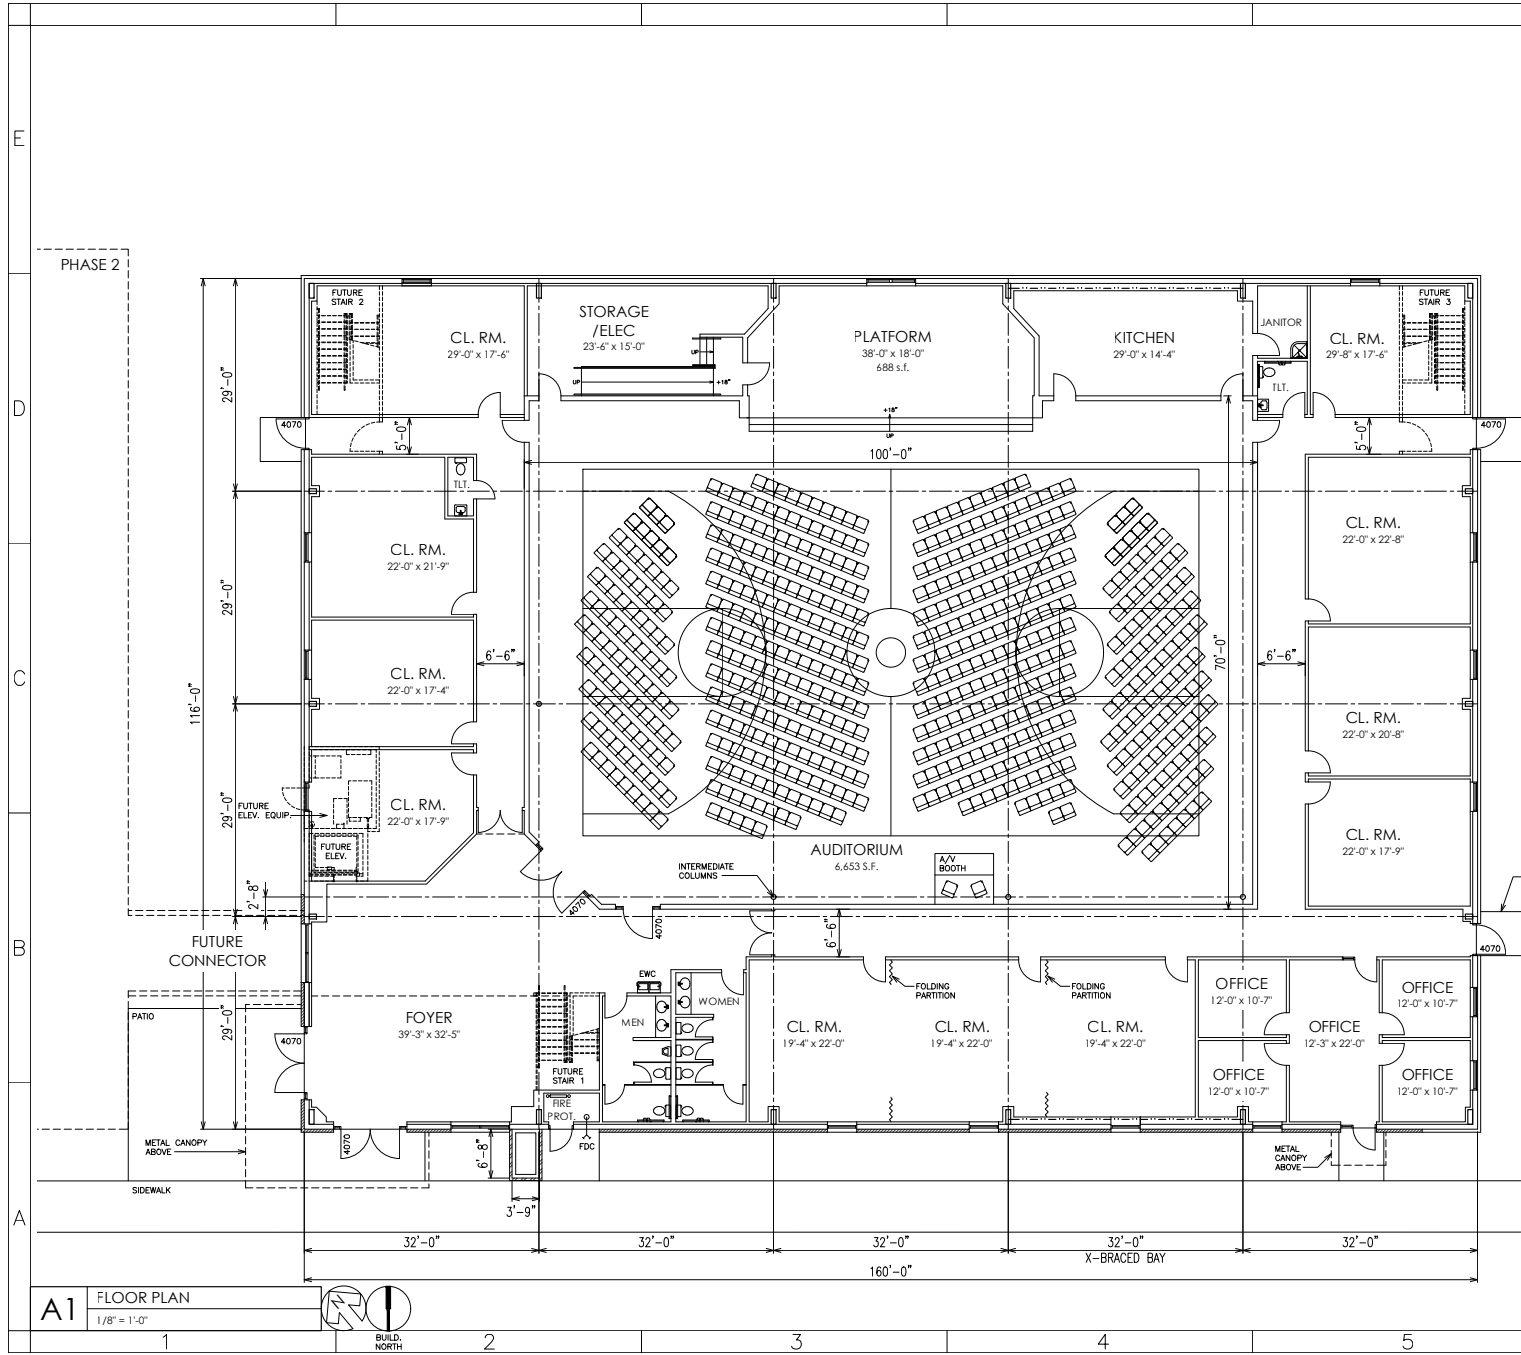 E
PHASE 2
FUTURE
STAIR 2
CL. RM.
29'-0" x 17'-6"
STORAGE
/ELEC
23'-6" x 15'-0"
UP
UP
+18"
PLATFORM
38'-0" x 18'-0"
688 s.f.
+18"
UP
KITCHEN
29'-0" x 14'-4"
JANITOR
TLT.
CL. RM.
29'-8" x 17'-6"
FUTURE
STAIR 3
29'-0"
D
4070
5'-0"
100'-0"
5'-0"
4070
TLT.
CL. RM.
22'-0" x 21'-9"
CL. RM.
22'-0" x 22'-8"
29'-0"
C
116'-0"
6'-6"
CL. RM.
22'-0" x 17'-4"
70'-0"
6'-6"
CL. RM.
22'-0" x 20'-8"
29'-0"
FUTURE
ELEV. EQUIP.
CL. RM.
22'-0" x 17'-9"
FUTURE
ELEV.
CL. RM.
22'-0" x 17'-9"
AUDITORIUM
6,653 S.F.
A/V
BOOTH
INTERMEDIATE
COLUMNS
2'-8"
4070
4070
6'-6"
B
FUTURE
CONNECTOR
4070
EWC
FOLDING
PARTITION
FOLDING
PARTITION
PATIO
29'-0"
FOYER
39'-3" x 32'-5"
4070
MEN
WOMEN
CL. RM.
19'-4" x 22'-0"
CL. RM.
19'-4" x 22'-0"
CL. RM.
19'-4" x 22'-0"
OFFICE
12'-0" x 10'-7"
OFFICE
12'-3" x 22'-0"
OFFICE
12'-0" x 10'-7"
FUTURE
STAIR 1
OFFICE
12'-0" x 10'-7"
OFFICE
12'-0" x 10'-7"
FIRE
PROT.
METAL CANOPY
ABOVE
4070
6'-8"
FDC
METAL
CANOPY
ABOVE
SIDEWALK
3'-9"
A
32'-0"
32'-0"
32'-0"
32'-0"
32'-0"
X-BRACED BAY
160'-0"
A1
FLOOR PLAN
1/8" = 1'-0"
N
BUILD.
NORTH
1
2
3
4
5